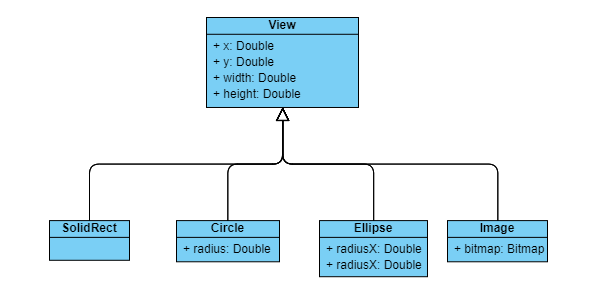 View
+ x: Double
+ y: Double
+ width: Double
+ height: Double
SolidRect
Circle
+ radius: Double
Ellipse
+ radiusX: Double
+ radiusX: Double
Image
+ bitmap: Bitmap